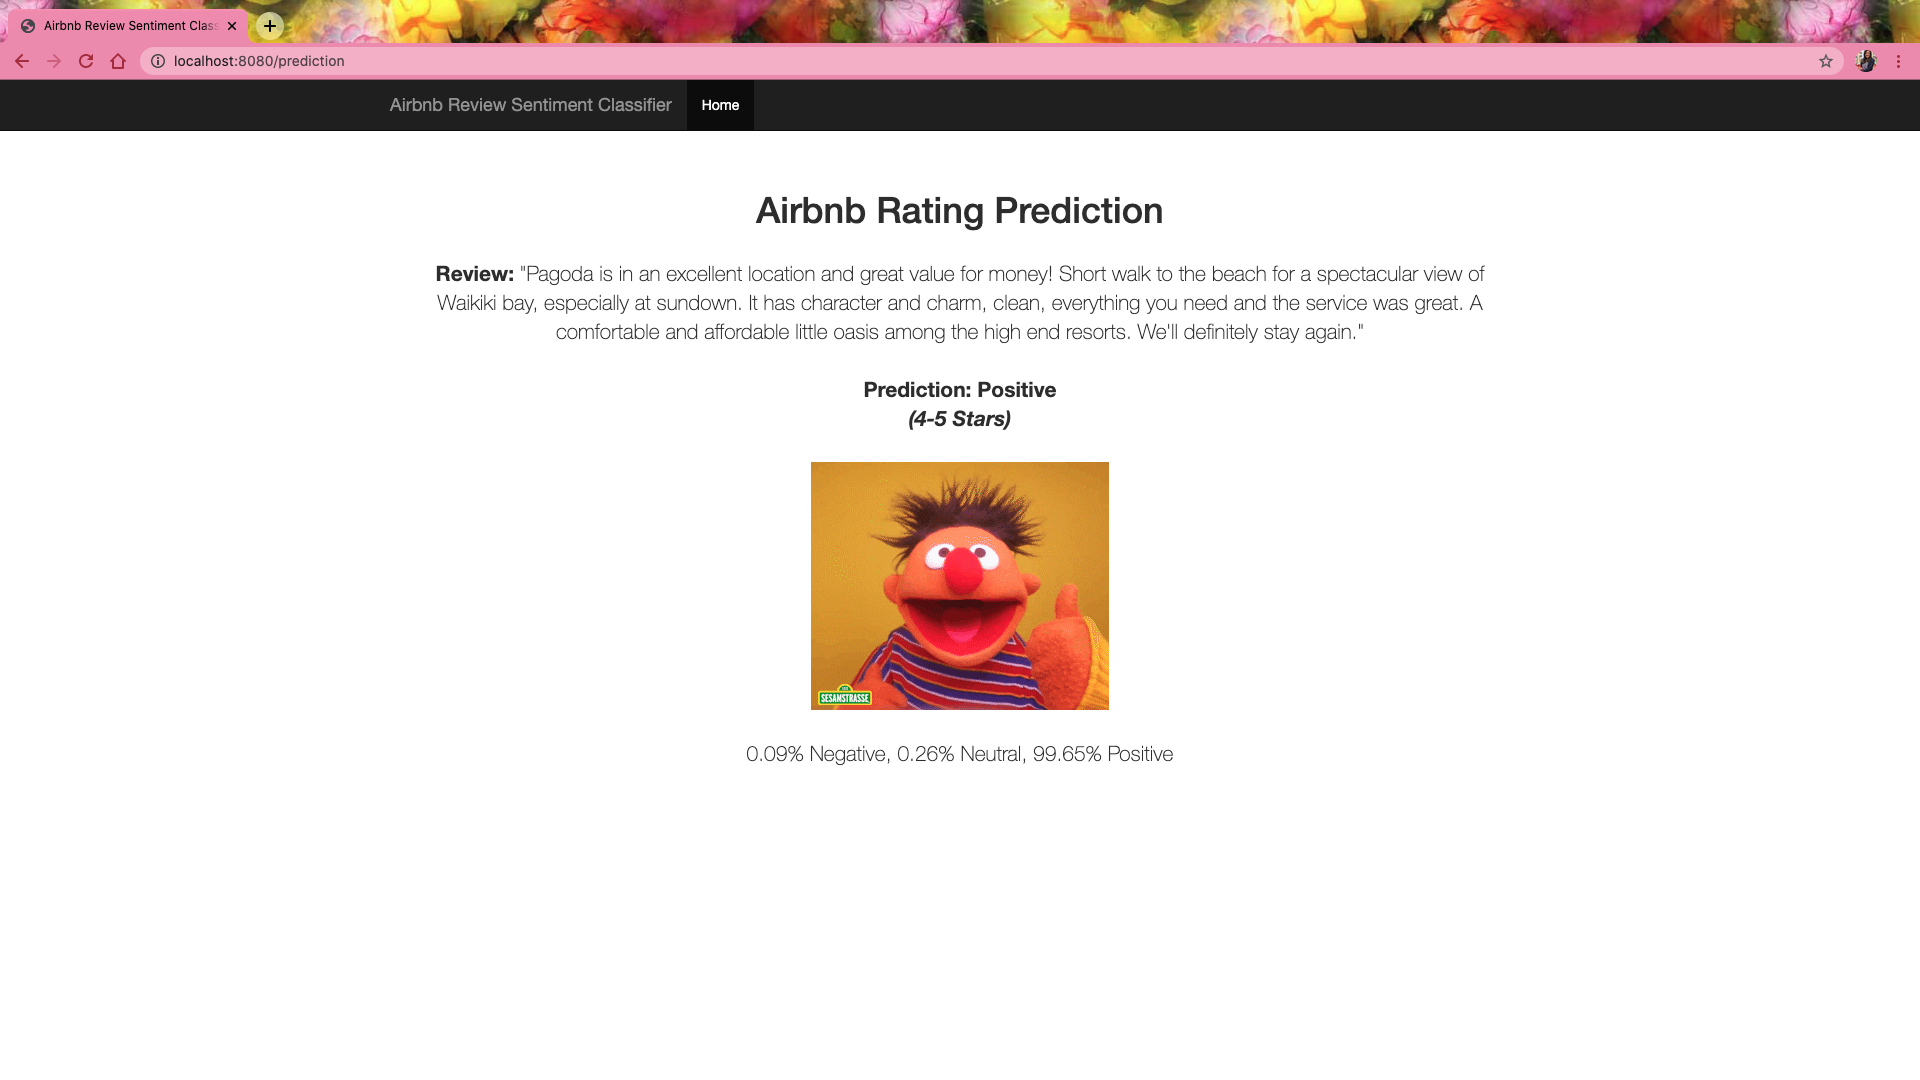 Airbnb Review Sentiment Class
localhost:8080/prediction
Airbnb Review Sentiment Classifier Home
Airbnb Rating Prediction
Review: "Pagoda is in an excellent location and great value for money! Short walk to the beach for a spectacular view of
Waikiki bay, especially at sundown. It has character and charm, clean, everything you need and the service was great. A
comfortable and affordable little oasis among the high end resorts. We'll definitely stay again."
Prediction: Positive
(4-5 Stars)
SESAMSTRASSE
0.09% Negative, 0.26% Neutral, 99.65% Positive